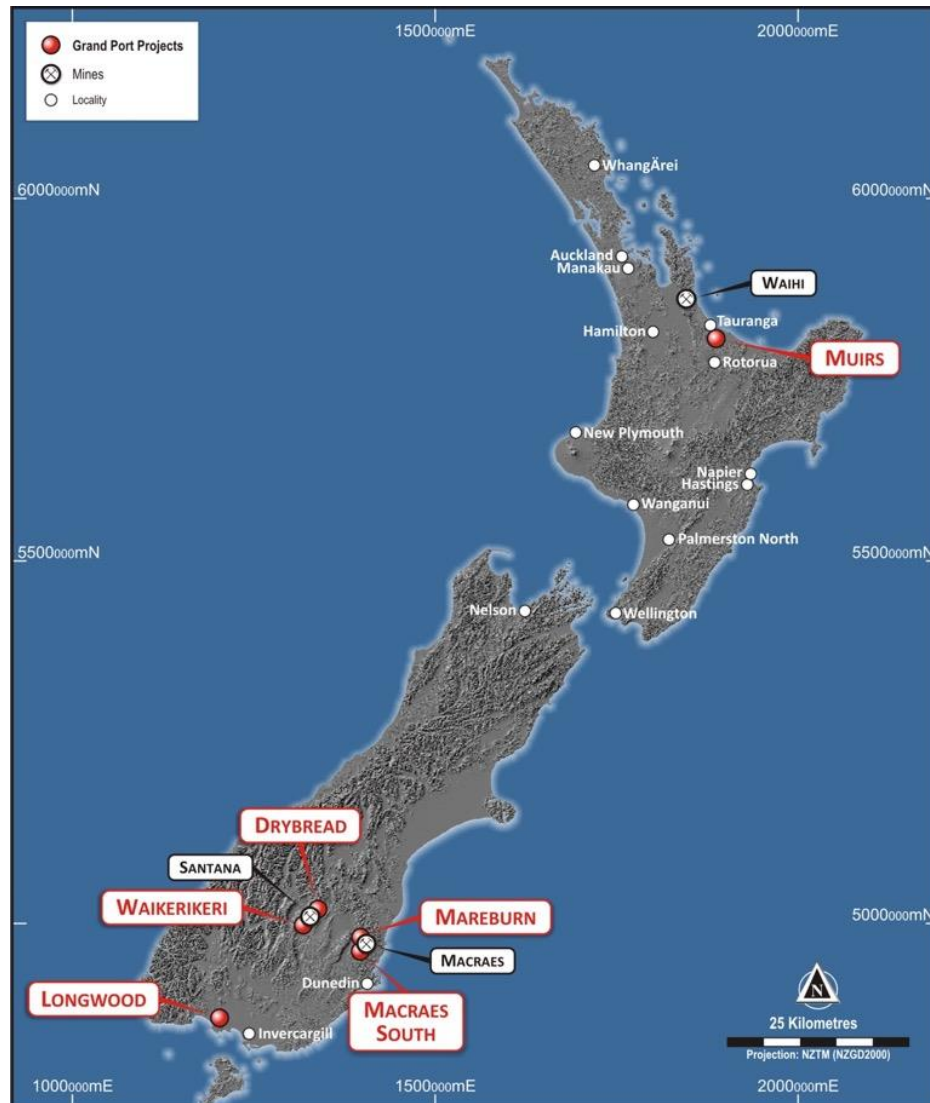 1500000mE 2000000mE
Grand Port Projects
Mines
Locality
WhangÄrei
6000000mN 6000000mN
Auckland
Manakau
WAIHI
Tauranga
Hamilton
MUIRS
Rotorua
New Plymouth
Napier
Hastings
Wanganui
Palmerston North
5500000mN 5500000mN
Nelson
Wellington
DRYBREAD
SANTANA
WAIKERIKERI
MAREBURN
5000000mN
MACRAES
Dunedin
LONGWOOD
MACRAES
SOUTH
N
25 Kilometres
Invercargill
Projection: NZTM (NZGD2000)
1000000mE 1500000mE 2000000mE